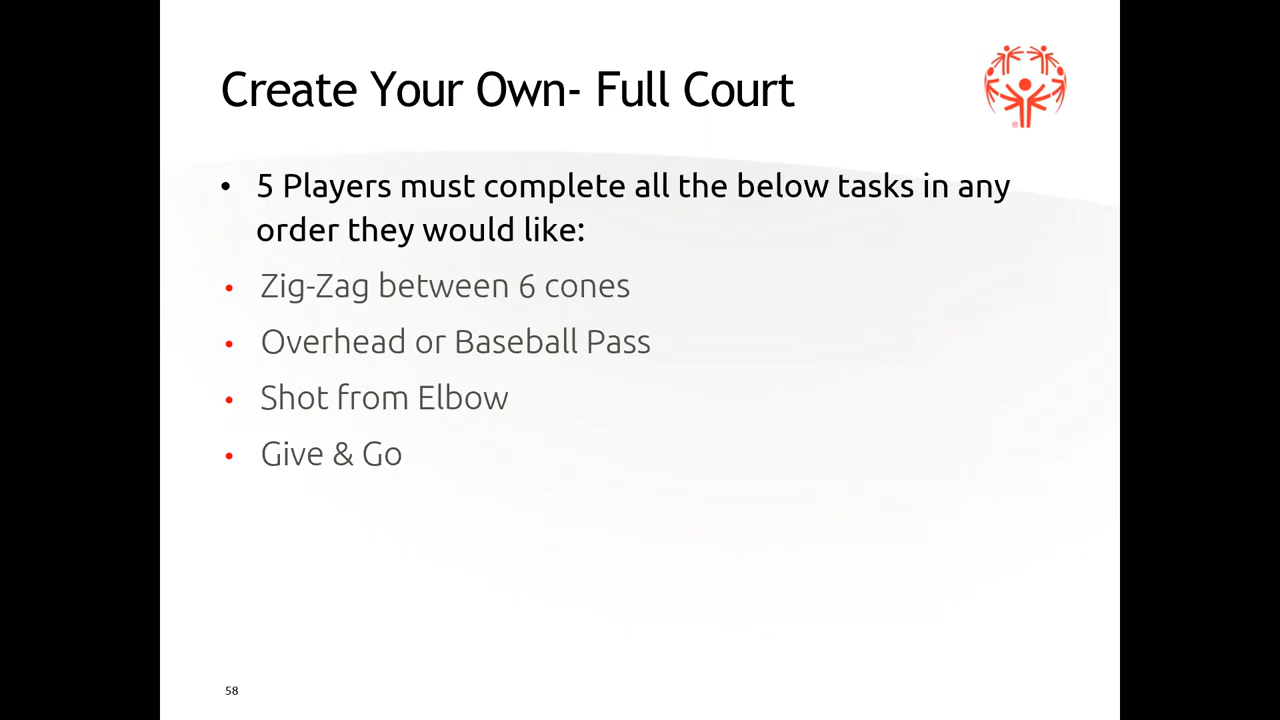 Create Your Own- Full Court
• 5 Players must complete all the below tasks in any
order they would like:
• Zig-Zag between 6 cones
• Overhead or Baseball Pass
• Shot from Elbow
• Give & Go
58